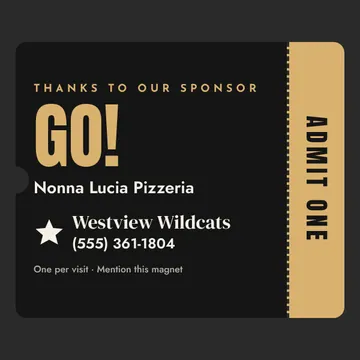 THANKS TO OUR SPONSOR
GO!
Nonna Lucia Pizzeria
Westview Wildcats
(555) 361-1804
One per visit · Mention this magnet
ADMIT ONE